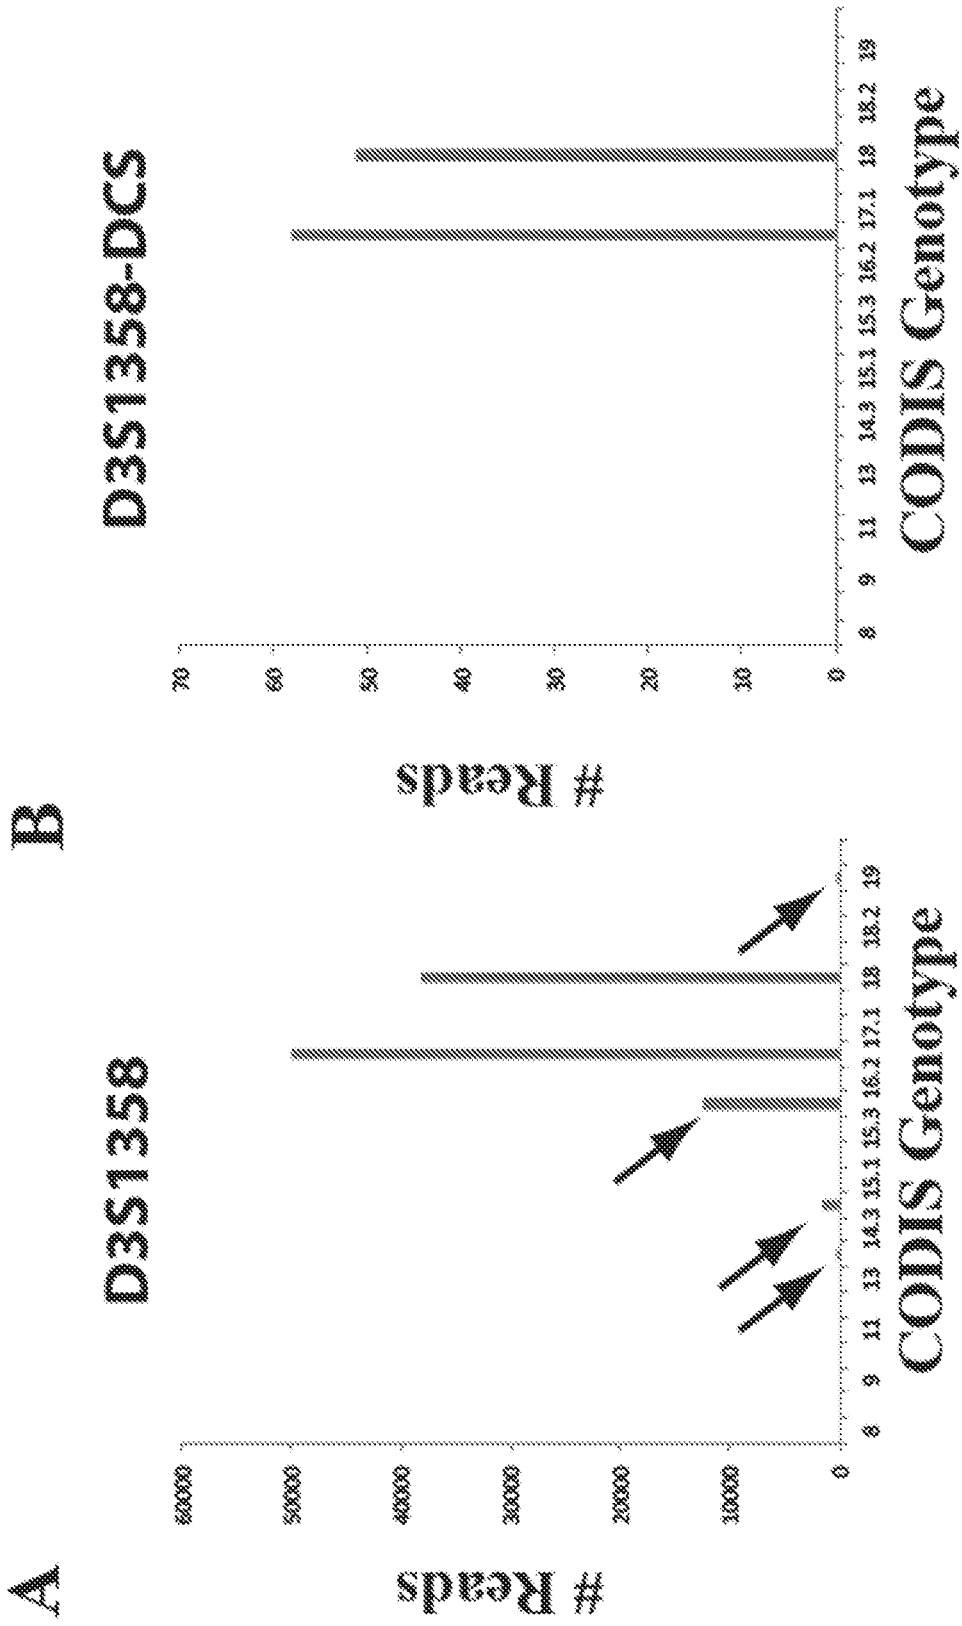 A
D3S1358
# Reads
60000
50000
40000
30000
20000
10000
0
8 9 11 13 14.3 15.1 15.3 16.2 17.1 18 18.2 19
CODIS Genotype
B
D3S1358-DCS
# Reads
70
60
50
40
30
20
10
0
8 9 11 13 14.3 15.1 15.3 16.2 17.1 18 18.2 19
CODIS Genotype